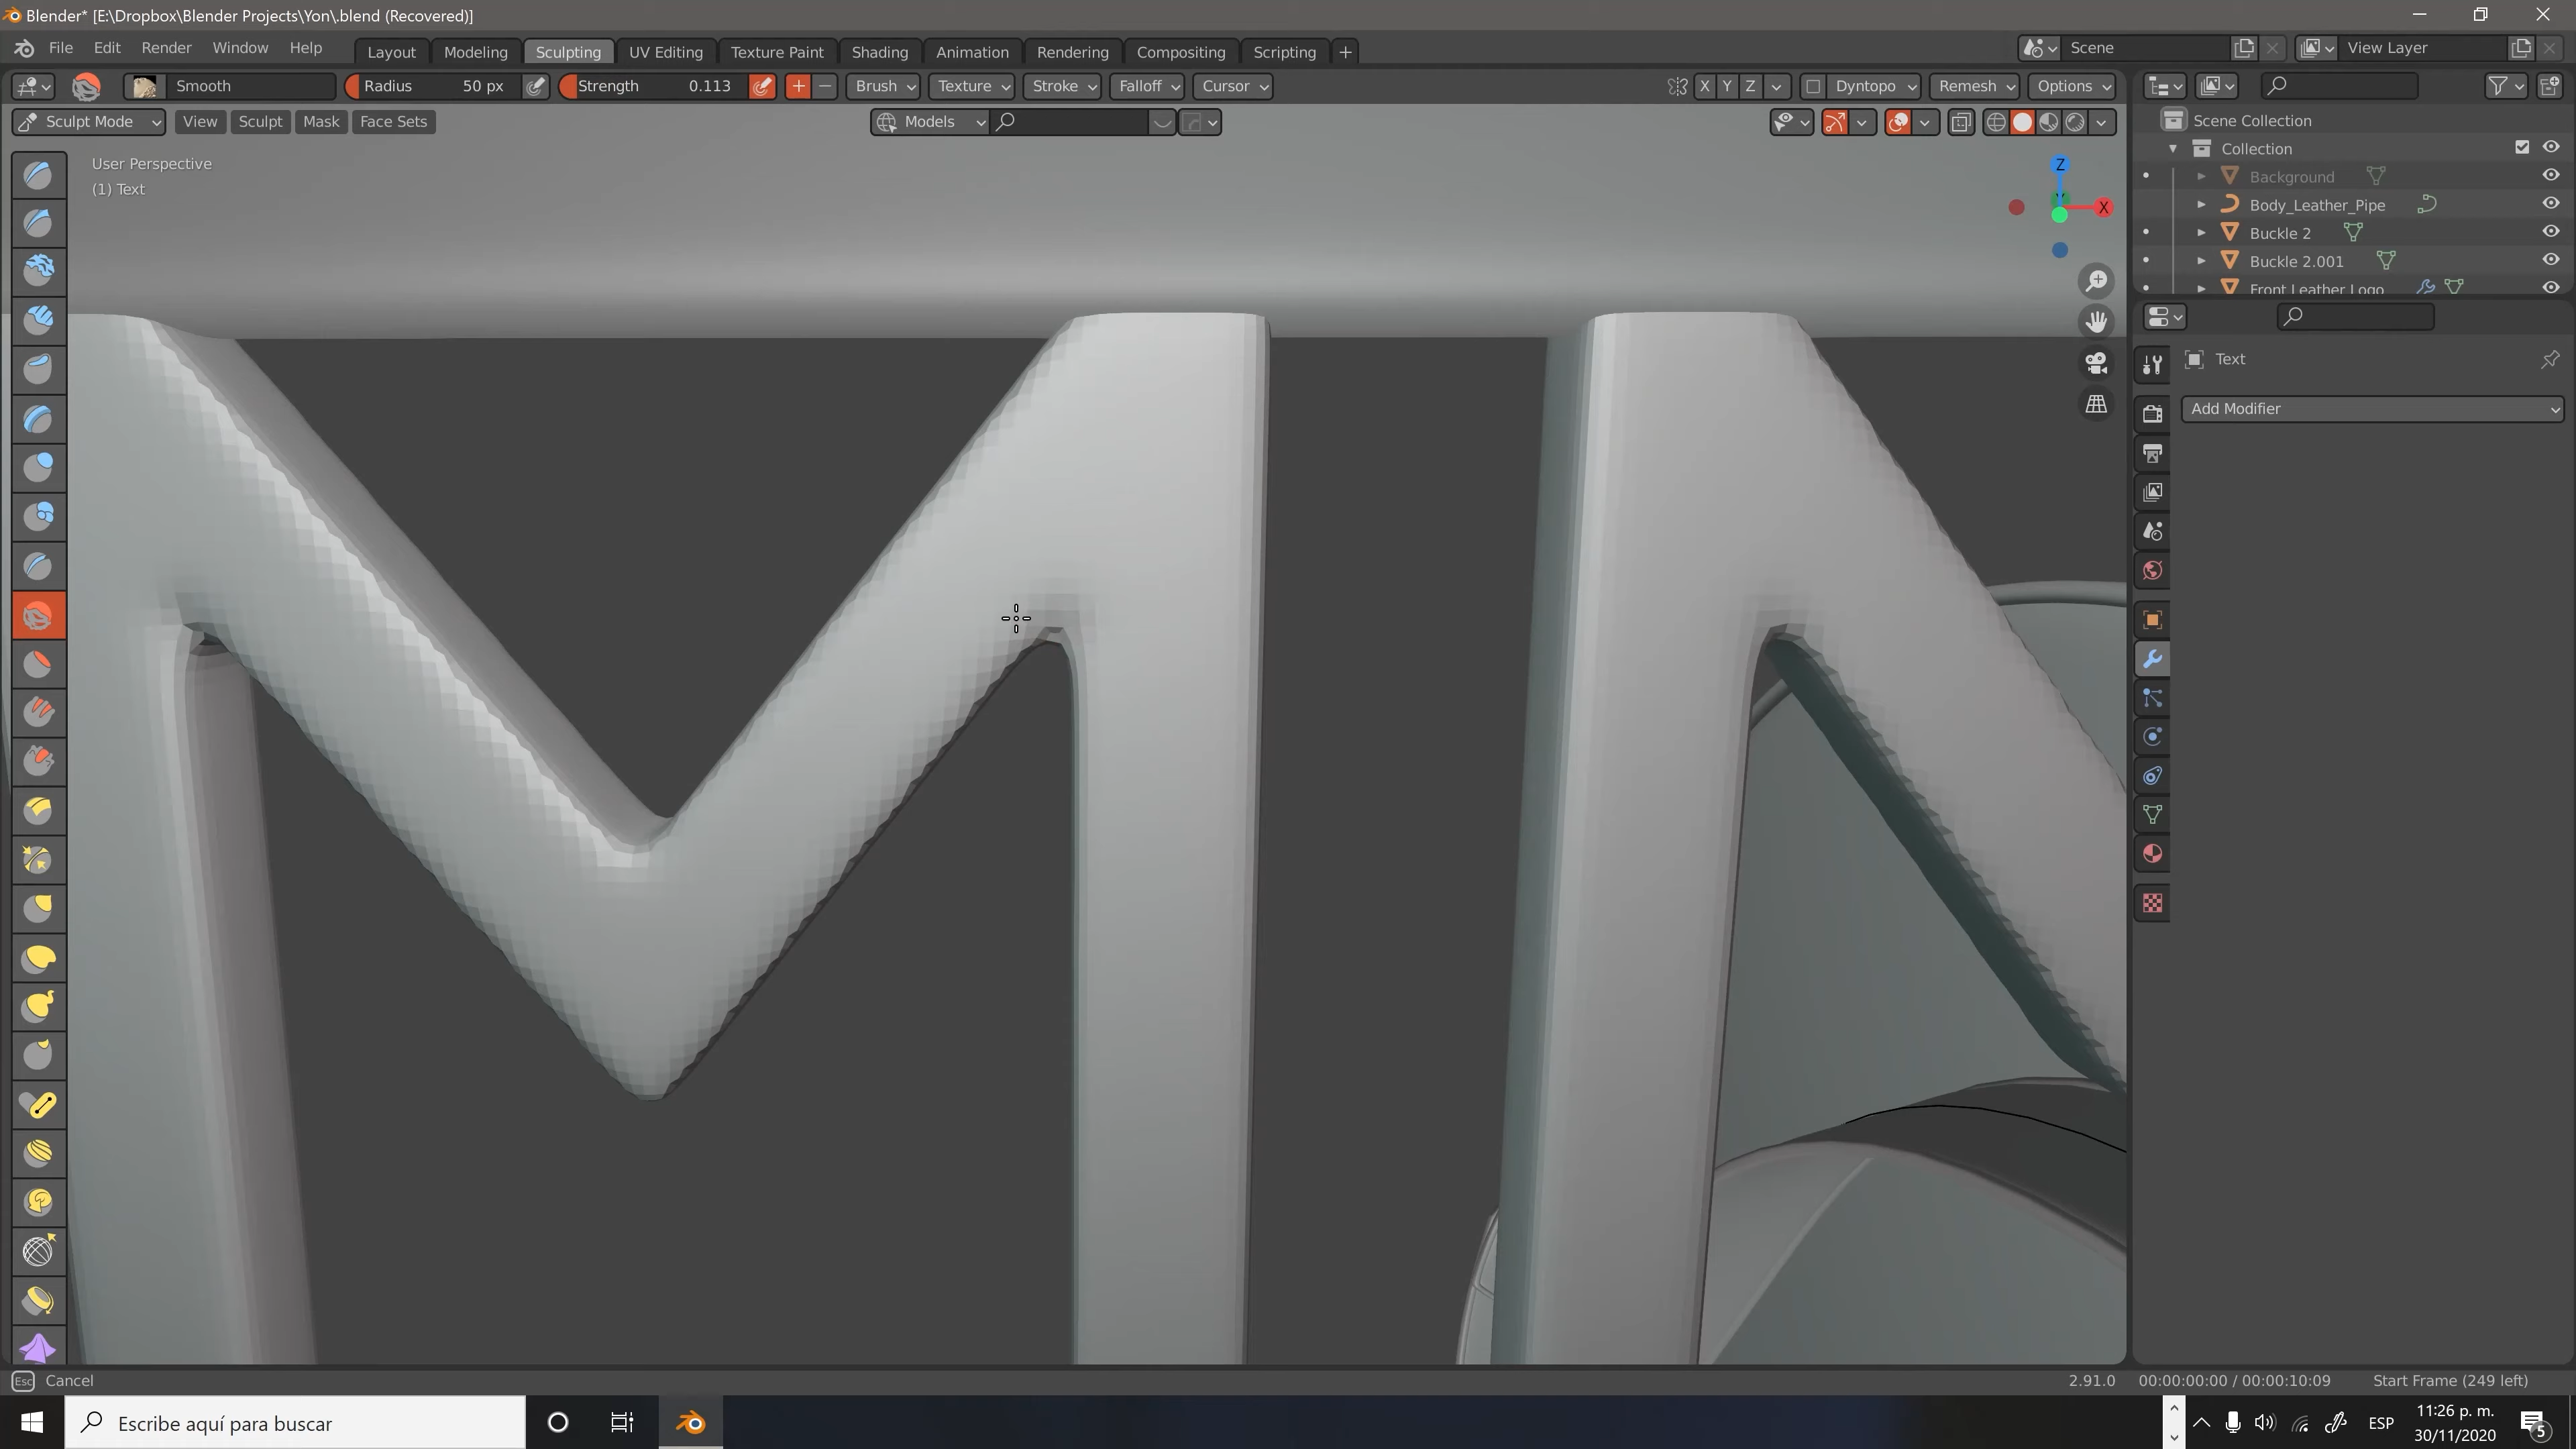 Blender* [E:\Dropbox\Blender Projects\Yon\.blend (Recovered)]
File Edit Render Window Help Layout Modeling Sculpting UV Editing Texture Paint Shading Animation Rendering Compositing Scripting + Scene View Layer
Smooth Radius 50 px Strength 0.113 + − Brush Texture Stroke Falloff Cursor X Y Z Dyntopo Remesh Options
Sculpt Mode View Sculpt Mask Face Sets Models
Scene Collection
Collection
User Perspective
(1) Text
Z
X
Background
Body_Leather_Pipe
Buckle 2
Buckle 2.001
Front Leather Logo
Text
Add Modifier
Esc Cancel 2.91.0 00:00:00:00 / 00:00:10:09 Start Frame (249 left)
Escribe aquí para buscar
ESP
11:26 p. m.
30/11/2020
5